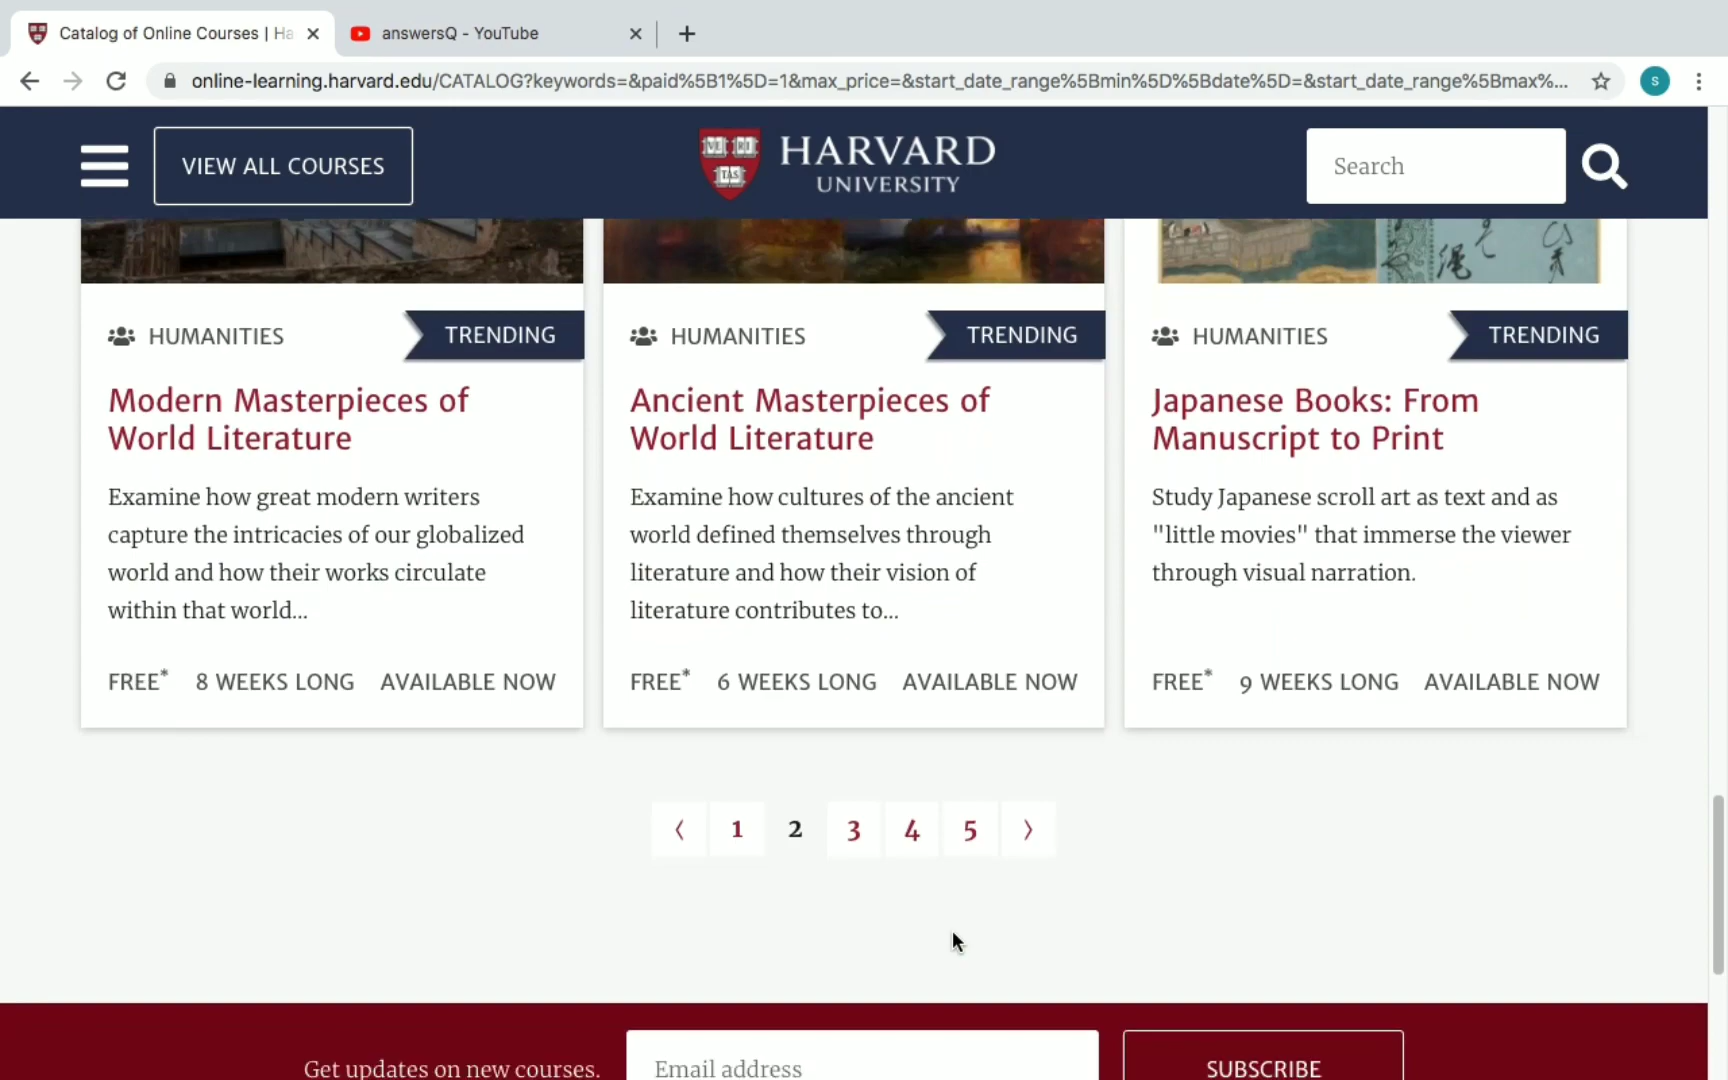 Catalog of Online Courses | Ha
answersQ - YouTube
online-learning.harvard.edu/CATALOG?keywords=&paid%5B1%5D=1&max_price=&start_date_range%5Bmin%5D%5Bdate%5D=&start_date_range%5Bmax%...
S
VIEW ALL COURSES
VE RI TAS
HARVARD
UNIVERSITY
Search
HUMANITIES
TRENDING
Modern Masterpieces of
World Literature
Examine how great modern writers
capture the intricacies of our globalized
world and how their works circulate
within that world...
FREE* 8 WEEKS LONG AVAILABLE NOW
HUMANITIES
TRENDING
Ancient Masterpieces of
World Literature
Examine how cultures of the ancient
world defined themselves through
literature and how their vision of
literature contributes to...
FREE* 6 WEEKS LONG AVAILABLE NOW
HUMANITIES
TRENDING
Japanese Books: From
Manuscript to Print
Study Japanese scroll art as text and as
"little movies" that immerse the viewer
through visual narration.
FREE* 9 WEEKS LONG AVAILABLE NOW
1 2 3 4 5
Get updates on new courses.
Email address
SUBSCRIBE